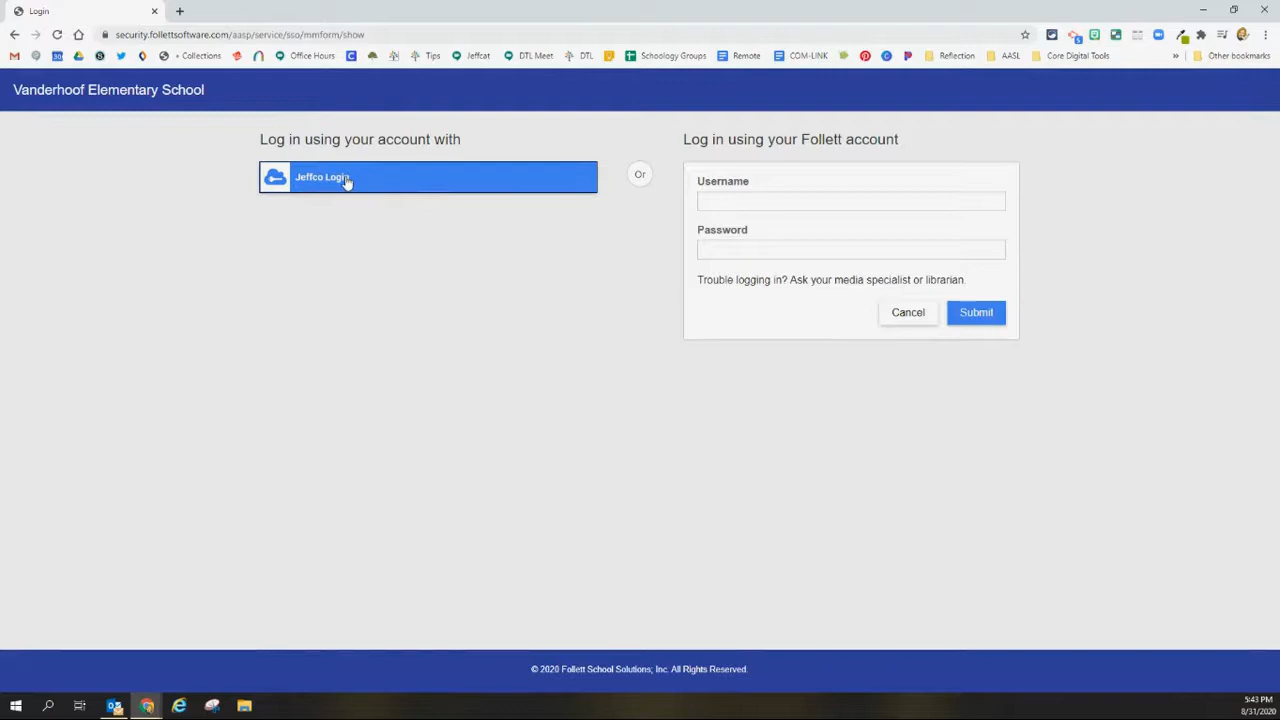 Login
security.follettsoftware.com/aasp/service/sso/mmform/show
Collections
Office Hours
Tips
Jeffcat
DTL Meet
DTL
Schoology Groups
Remote
COM-LINK
Reflection
AASL
Core Digital Tools
Other bookmarks
Vanderhoof Elementary School
Log in using your account with
Jeffco Login
Or
Log in using your Follett account
Username
Password
Trouble logging in? Ask your media specialist or librarian
Cancel
Submit
© 2020 Follett School Solutions, Inc. All Rights Reserved.
5:43 PM
8/31/2020